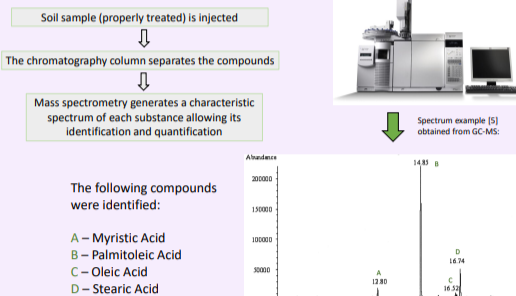 Soil sample (properly treated) is injected
The chromatography column separates the compounds
Mass spectrometry generates a characteristic
spectrum of each substance allowing its
identification and quantification
Spectrum example [5]
obtained from GC-MS:
The following compounds
were identified:
A – Myristic Acid
B – Palmitoleic Acid
C – Oleic Acid
D – Stearic Acid
Abundance
14.85 B
200000
150000
100000
50000
A
12.80
D
16.74
C
16.52